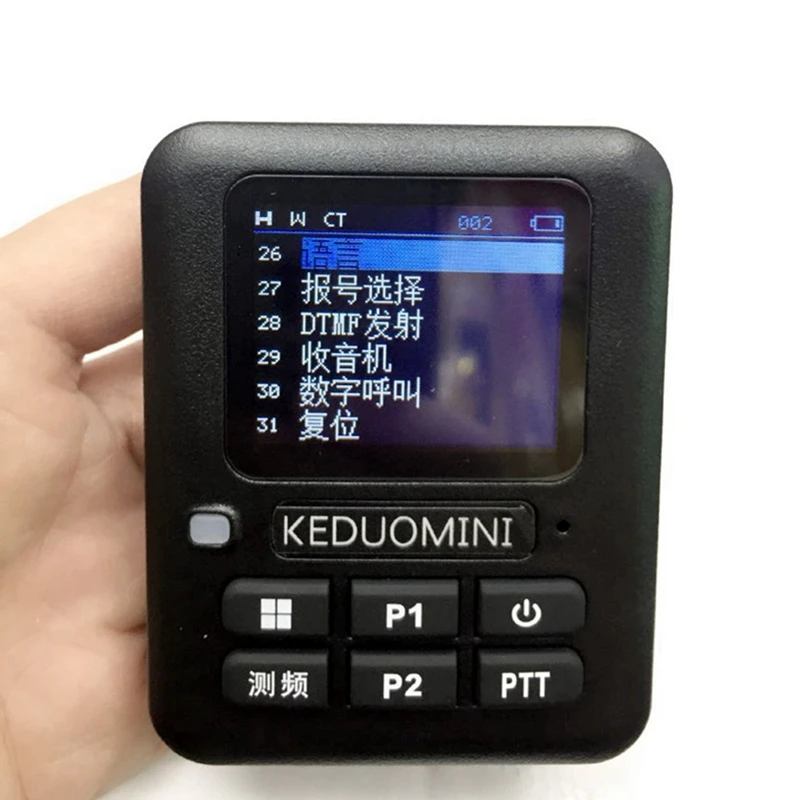 H W CT 002
26 语言
27 报号选择
28 DTMF发射
29 收音机
30 数字呼叫
31 复位
KEDUOMINI
P1
测频 P2 PTT